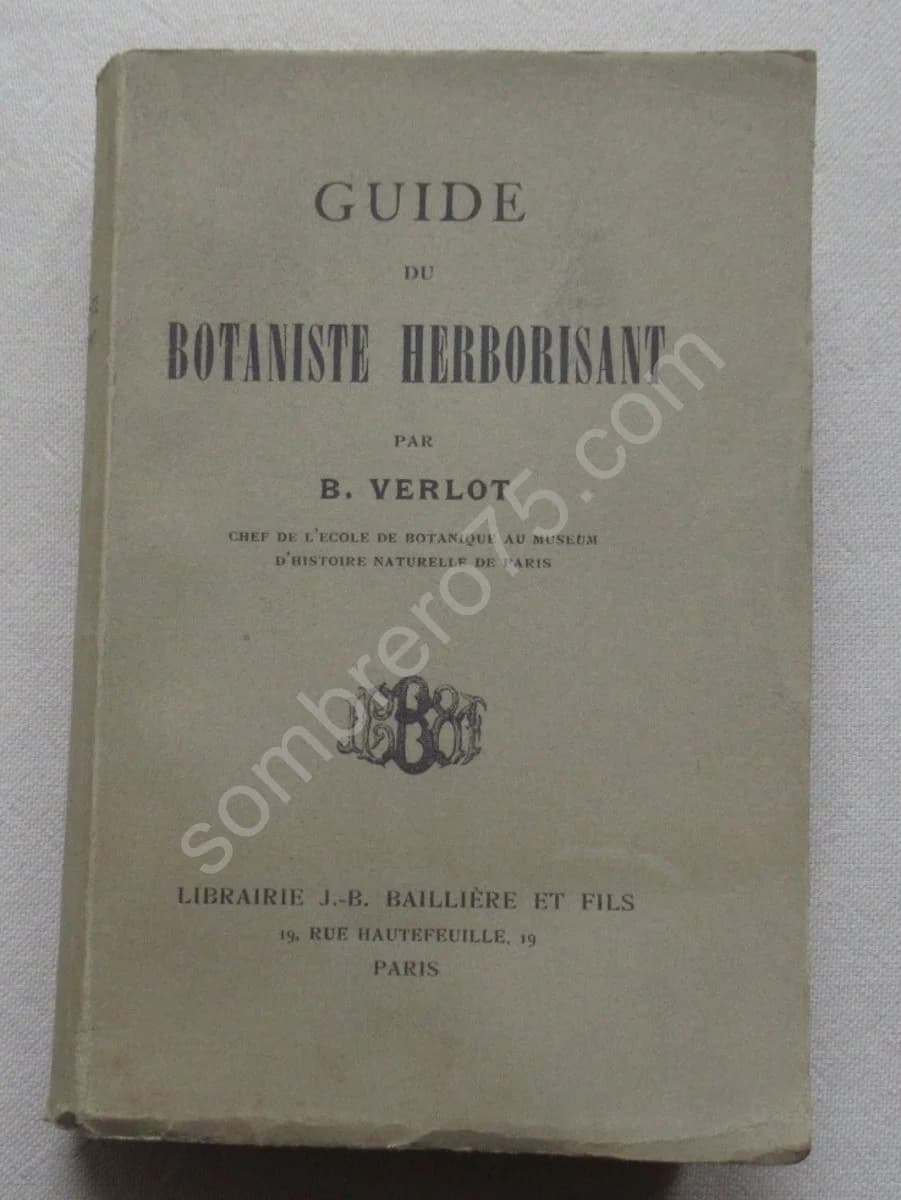 GUIDE
DU
BOTANISTE HERBORISANT
PAR
B. VERLOT
CHEF DE L'ECOLE DE BOTANIQUE AU MUSEUM
D'HISTOIRE NATURELLE DE PARIS
LIBRAIRIE J.-B. BAILLIÈRE ET FILS
19, RUE HAUTEFEUILLE, 19
PARIS
sombrero75.com